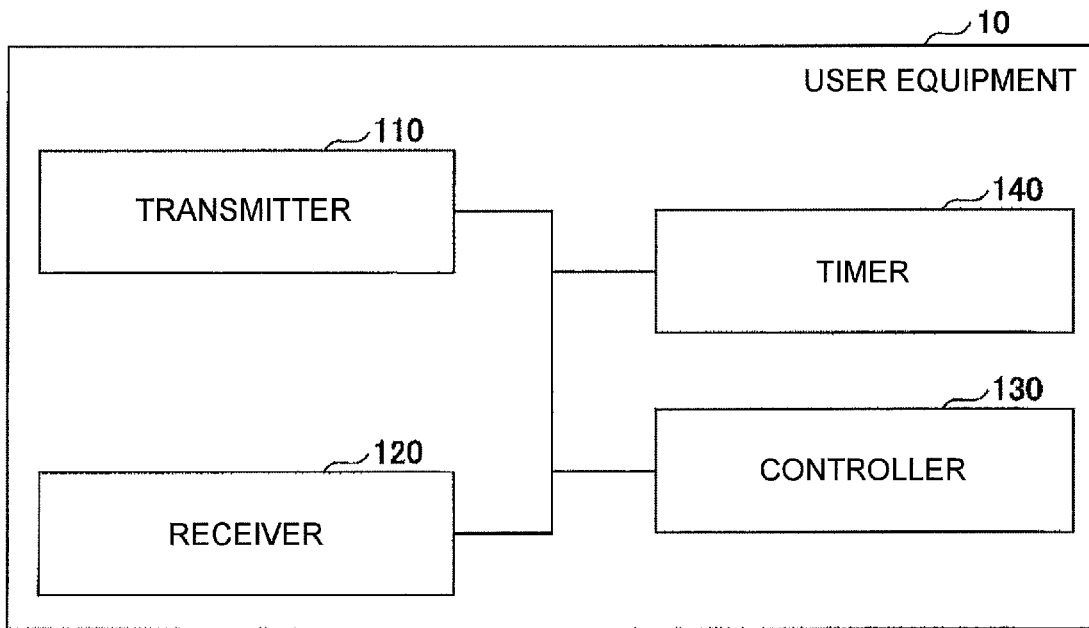 10
USER EQUIPMENT
110
TRANSMITTER
140
TIMER
130
CONTROLLER
120
RECEIVER